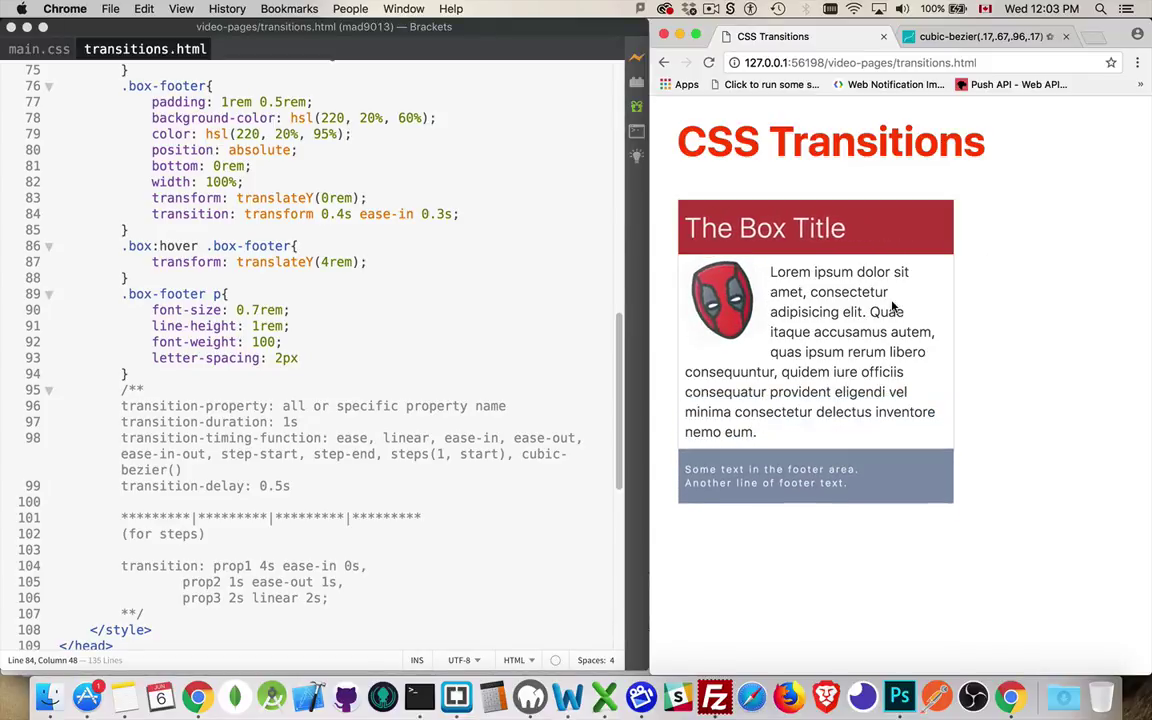 Chrome File Edit View History Bookmarks People Window Help
100% Wed 12:03 PM
video-pages/transitions.html (mad9013) — Brackets
main.css transitions.html
75 }
76 .box-footer{
77 padding: 1rem 0.5rem;
78 background-color: hsl(220, 20%, 60%);
79 color: hsl(220, 20%, 95%);
80 position: absolute;
81 bottom: 0rem;
82 width: 100%;
83 transform: translateY(0rem);
84 transition: transform 0.4s ease-in 0.3s;
85 }
86 .box:hover .box-footer{
87 transform: translateY(4rem);
88 }
89 .box-footer p{
90 font-size: 0.7rem;
91 line-height: 1rem;
92 font-weight: 100;
93 letter-spacing: 2px
94 }
95 /**
96 transition-property: all or specific property name
97 transition-duration: 1s
98 transition-timing-function: ease, linear, ease-in, ease-out,
ease-in-out, step-start, step-end, steps(1, start), cubic-
bezier()
99 transition-delay: 0.5s
100
101 *********|*********|*********|*********
102 (for steps)
103
104 transition: prop1 4s ease-in 0s,
105 prop2 1s ease-out 1s,
106 prop3 2s linear 2s;
107 **/
108 </style>
109 </head>
Line 84, Column 48 — 135 Lines
INS UTF-8 HTML Spaces: 4
CSS Transitions
cubic-bezier(.17,.67,.96,.17)
127.0.0.1:56198/video-pages/transitions.html
Apps Click to run some s... Web Notification Im... Push API - Web API... »
CSS Transitions
The Box Title
Lorem ipsum dolor sit
amet, consectetur
adipisicing elit. Quae
itaque accusamus autem,
quas ipsum rerum libero
consequuntur, quidem iure officiis
consequatur provident eligendi vel
minima consectetur delectus inventore
nemo eum.
Some text in the footer area.
Another line of footer text.